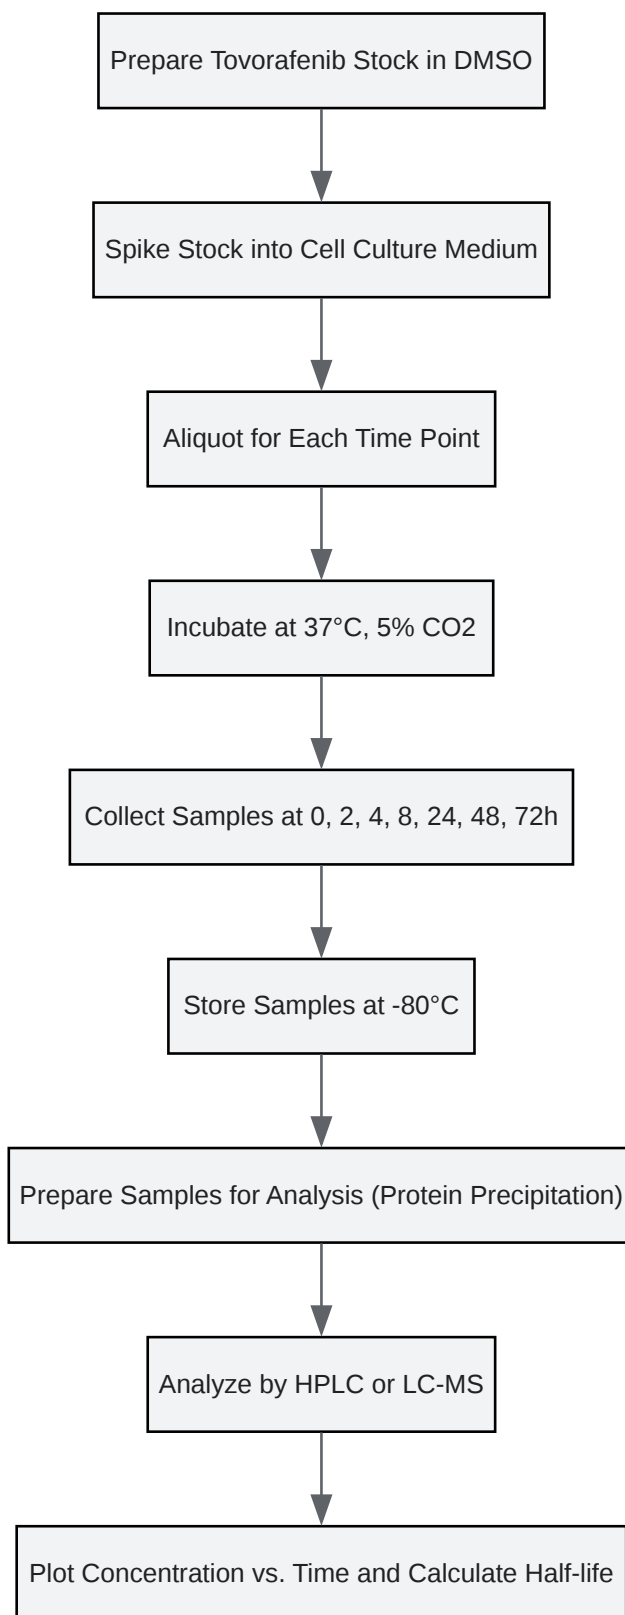 Prepare Tovorafenib Stock in DMSO
Spike Stock into Cell Culture Medium
Aliquot for Each Time Point
Incubate at 37°C, 5% CO2
Collect Samples at 0, 2, 4, 8, 24, 48, 72h
Store Samples at -80°C
Prepare Samples for Analysis (Protein Precipitation)
Analyze by HPLC or LC-MS
Plot Concentration vs. Time and Calculate Half-life